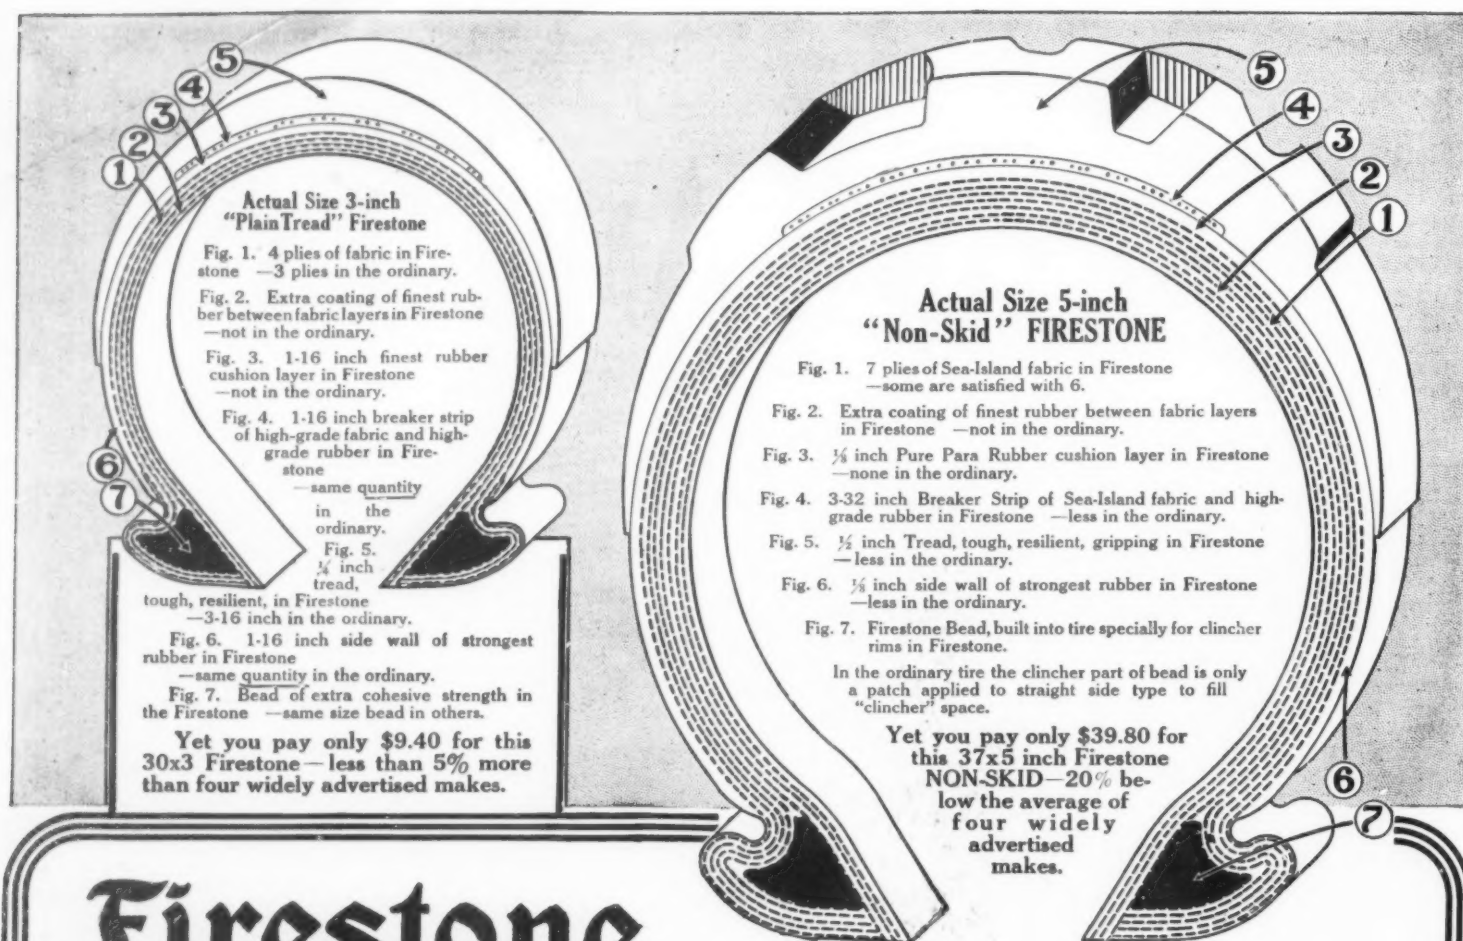 5
4
3
2
1
6
7
Actual Size 3-inch
"Plain Tread" Firestone
Fig. 1. 4 plies of fabric in Fire-
stone —3 plies in the ordinary.
Fig. 2. Extra coating of finest rub-
ber between fabric layers in Firestone
—not in the ordinary.
Fig. 3. 1-16 inch finest rubber
cushion layer in Firestone
—not in the ordinary.
Fig. 4. 1-16 inch breaker strip
of high-grade fabric and high-
grade rubber in Fire-
stone
—same quantity
in the
ordinary.
Fig. 5.
¼ inch
tread,
tough, resilient, in Firestone
—3-16 inch in the ordinary.
Fig. 6. 1-16 inch side wall of strongest
rubber in Firestone
—same quantity in the ordinary.
Fig. 7. Bead of extra cohesive strength in
the Firestone —same size bead in others.
Yet you pay only $9.40 for this
30x3 Firestone—less than 5% more
than four widely advertised makes.
5
4
3
2
1
6
7
Actual Size 5-inch
"Non-Skid" FIRESTONE
Fig. 1. 7 plies of Sea-Island fabric in Firestone
—some are satisfied with 6.
Fig. 2. Extra coating of finest rubber between fabric layers
in Firestone —not in the ordinary.
Fig. 3. ⅛ inch Pure Para Rubber cushion layer in Firestone
—none in the ordinary.
Fig. 4. 3-32 inch Breaker Strip of Sea-Island fabric and high-
grade rubber in Firestone —less in the ordinary.
Fig. 5. ½ inch Tread, tough, resilient, gripping in Firestone
—less in the ordinary.
Fig. 6. ⅛ inch side wall of strongest rubber in Firestone
—less in the ordinary.
Fig. 7. Firestone Bead, built into tire specially for clincher
rims in Firestone.
In the ordinary tire the clincher part of bead is only
a patch applied to straight side type to fill
"clincher" space.
Yet you pay only $39.80 for
this 37x5 inch Firestone
NON-SKID—20% be-
low the average of
four widely
advertised
makes.
Firestone